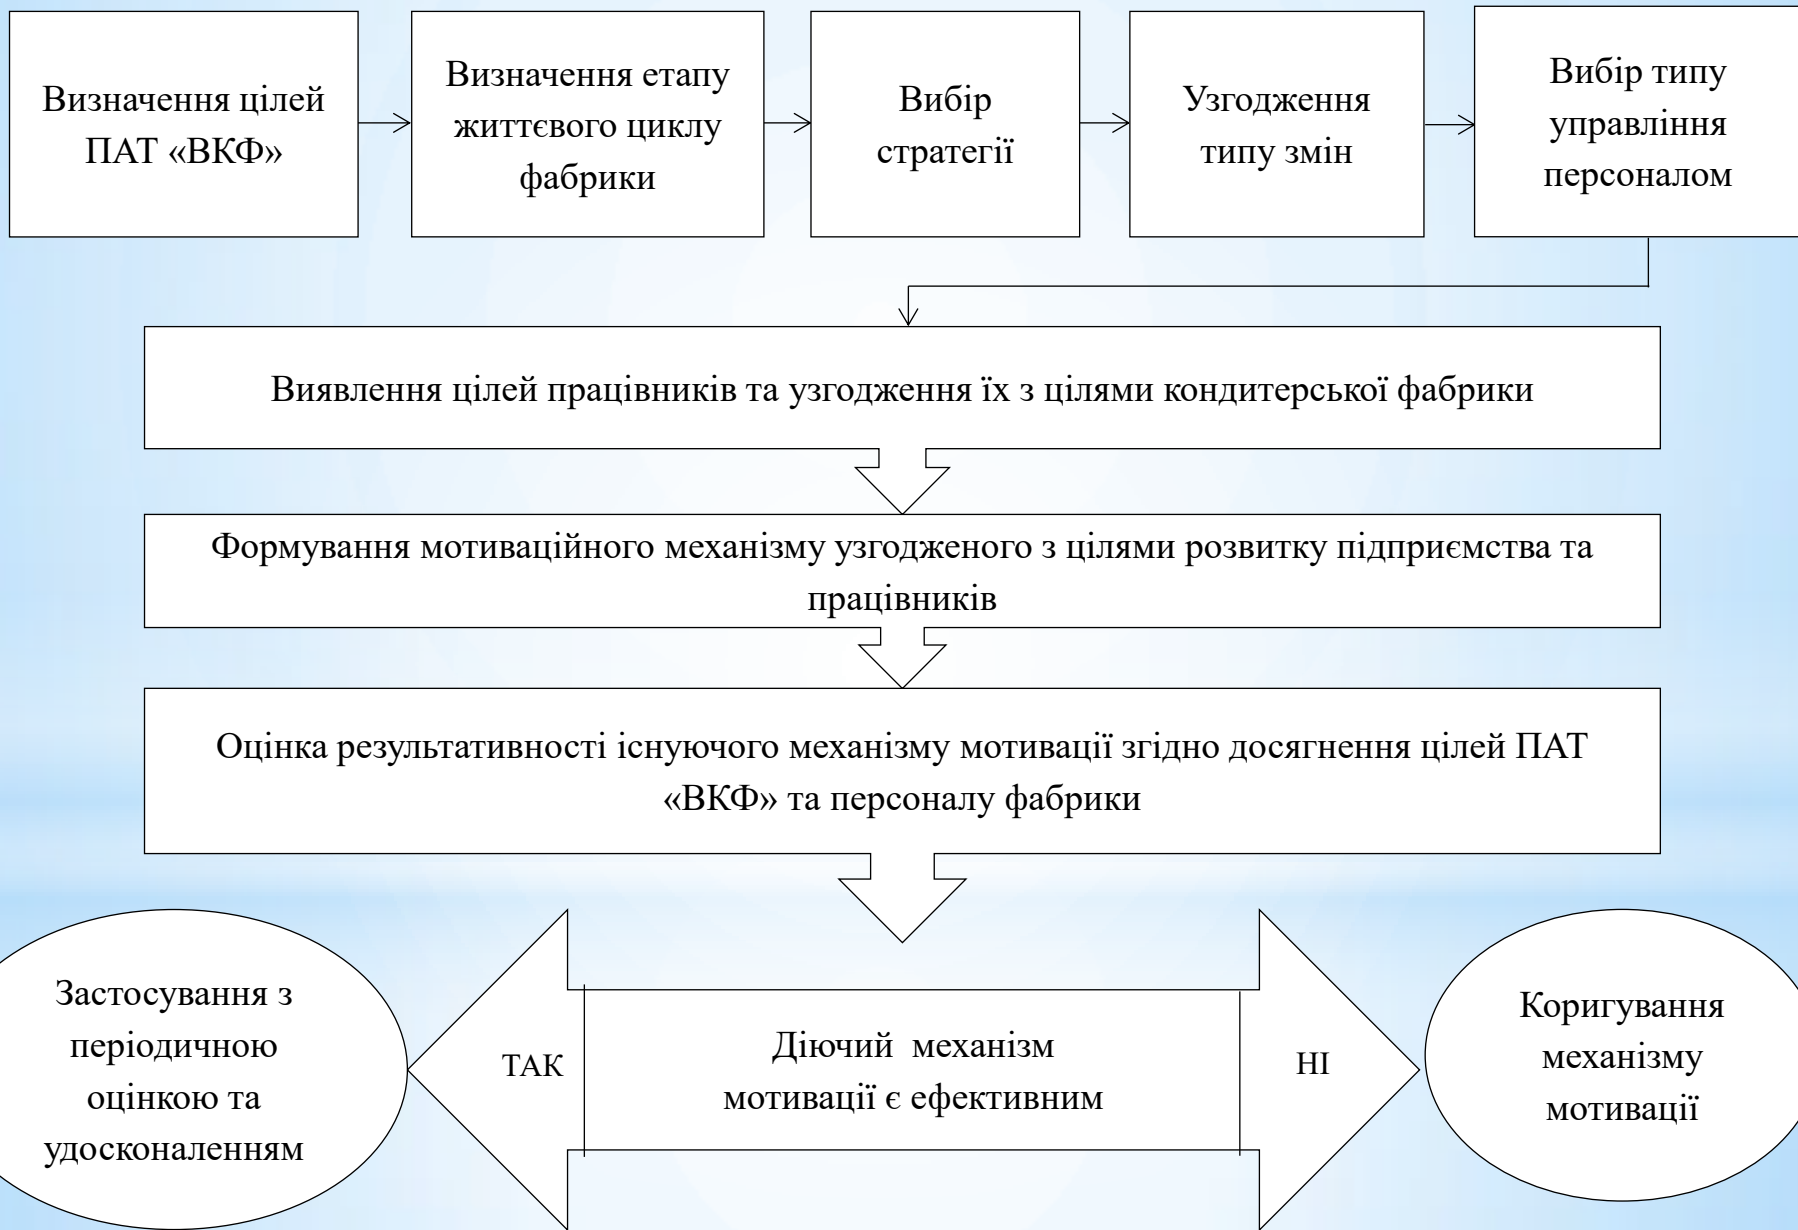 Визначення цілей
ПАТ «ВКФ»
Визначення етапу
життєвого циклу
фабрики
Вибір
стратегії
Узгодження
типу змін
Вибір типу
управління
персоналом
Виявлення цілей працівників та узгодження їх з цілями кондитерської фабрики
Формування мотиваційного механізму узгодженого з цілями розвитку підприємства та
працівників
Оцінка результативності існуючого механізму мотивації згідно досягнення цілей ПАТ
«ВКФ» та персоналу фабрики
Застосування з
періодичною
оцінкою та
удосконаленням
ТАК
Діючий  механізм
мотивації є ефективним
НІ
Коригування
механізму
мотивації